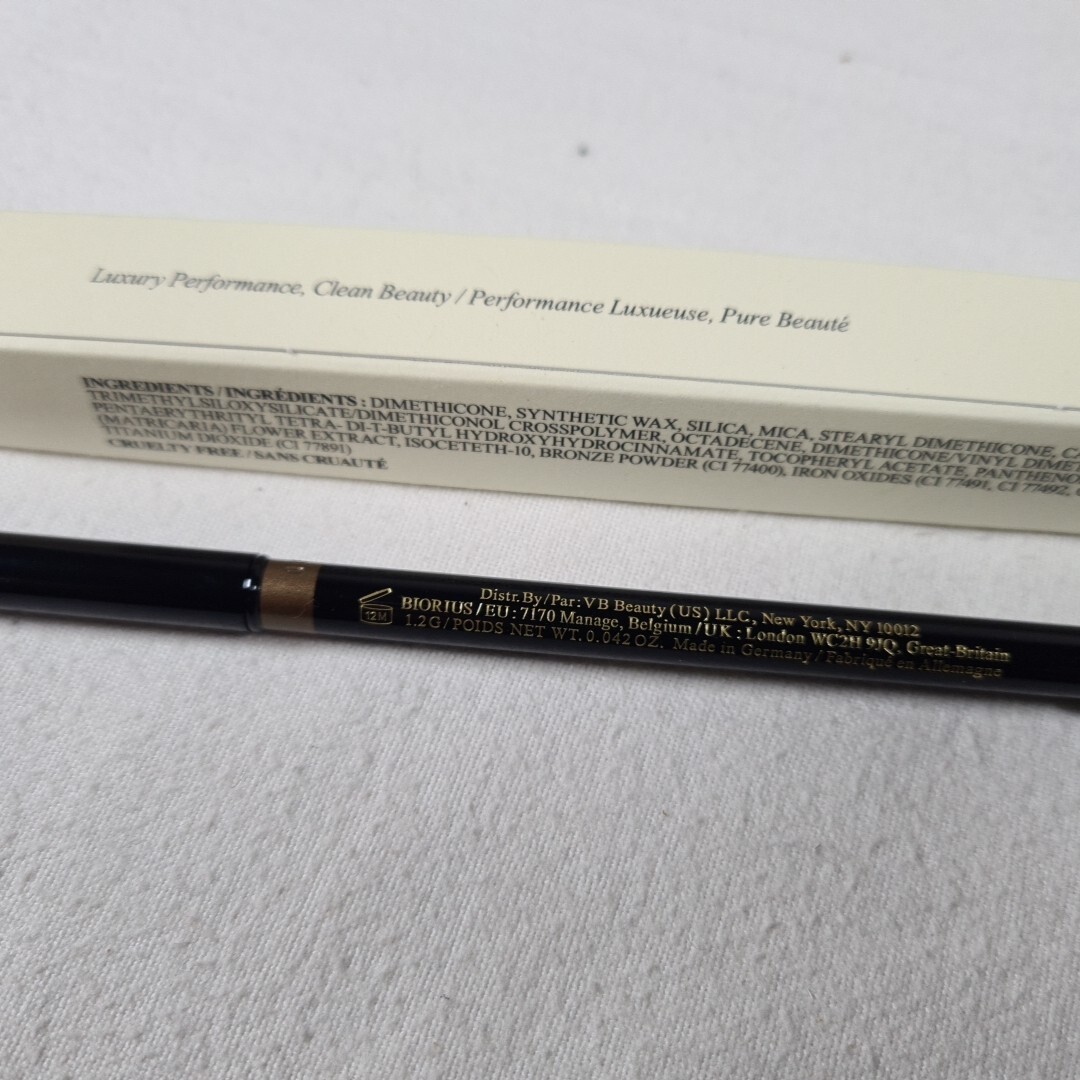 Luxury Performance, Clean Beauty / Performance Luxueuse, Pure Beauté
INGREDIENTS / INGRÉDIENTS : DIMETHICONE, SYNTHETIC WAX, SILICA, MICA, STEARYL DIMETHICONE,
TRIMETHYLSILOXYSILICATE/DIMETHICONOL CROSSPOLYMER, OCTADECENE, DIMETHICONE/VINYL
PENTAERYTHRITYL TETRA- DI-T-BUTYL HYDROXYHYDROCINNAMATE, TOCOPHERYL ACETATE, PANTHENOL
(MATRICARIA) FLOWER EXTRACT, ISOCETETH-10, BRONZE POWDER (CI 77400), IRON OXIDES (CI 77491, CI 77492,
TITANIUM DIOXIDE (CI 77891)
CRUELTY FREE / SANS CRUAUTÉ
12M
Distr. By / Par : VB Beauty (US) LLC, New York, NY 10012
BIORIUS / EU : 7170 Manage, Belgium / UK : London WC2H 9JQ, Great-Britain
1.2 G / POIDS NET WT. 0.042 OZ. Made in Germany / Fabriqué en Allemagne